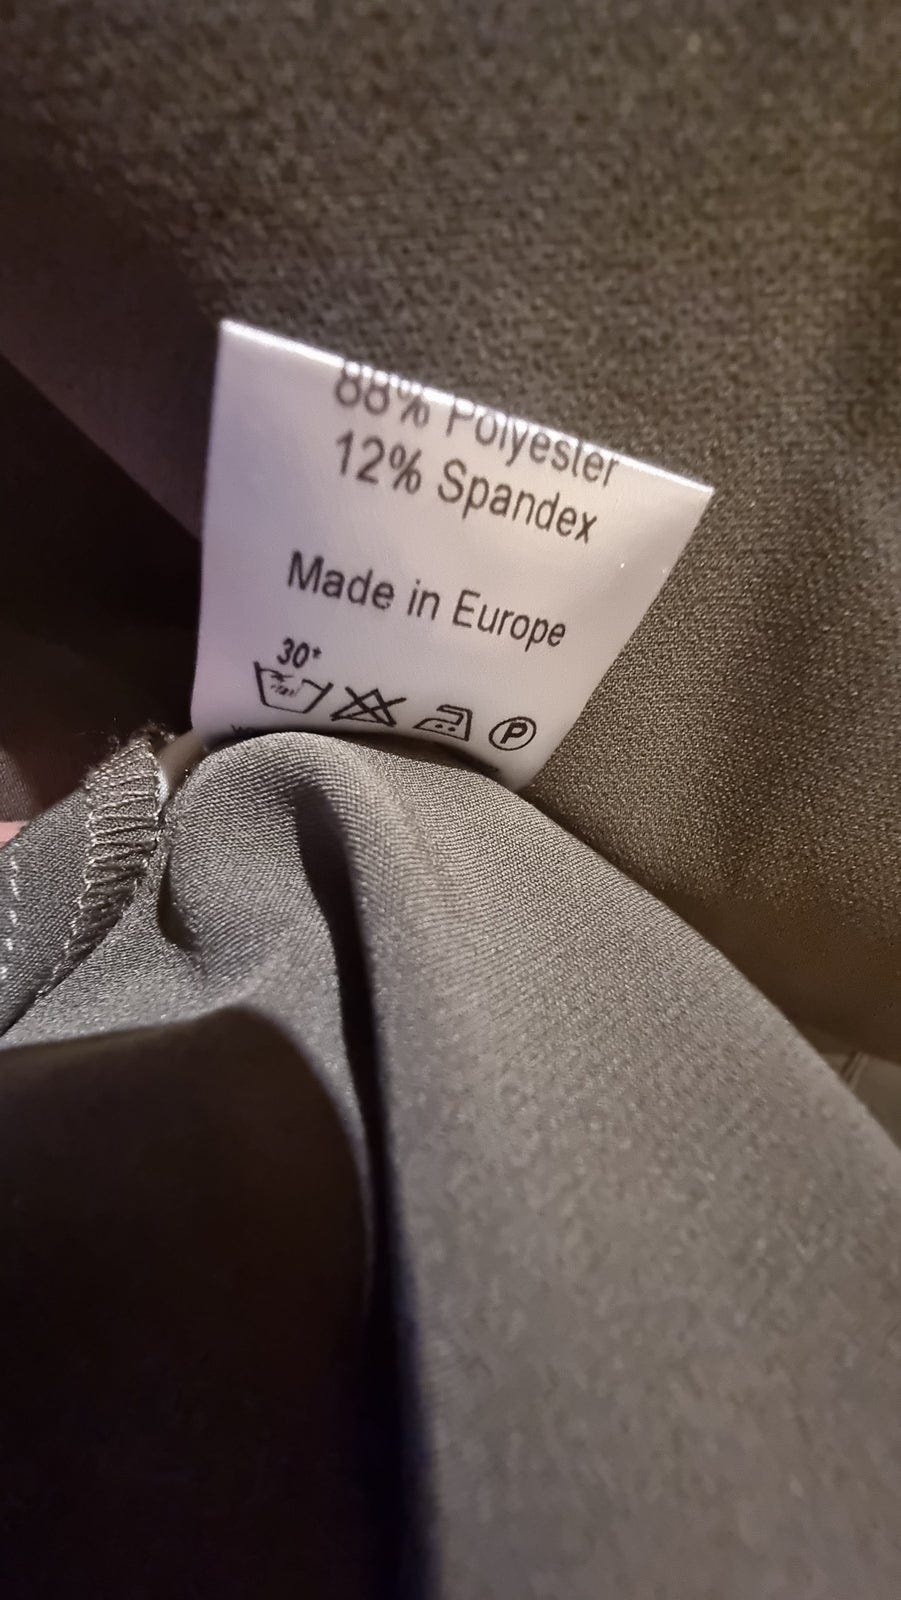 88% Polyester
12% Spandex
Made in Europe
30°
P